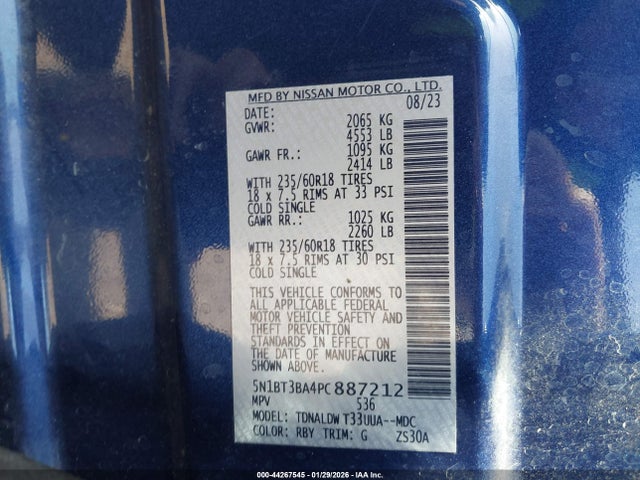 MFD BY NISSAN MOTOR CO., LTD.
DATE: 08/23
GVWR: 2065 KG
4553 LB
GAWR FR.: 1095 KG
2414 LB
WITH 235/60R18 TIRES
18 x 7.5 RIMS AT 33 PSI
COLD SINGLE
GAWR RR.: 1025 KG
2260 LB
WITH 235/60R18 TIRES
18 x 7.5 RIMS AT 30 PSI
COLD SINGLE
THIS VEHICLE CONFORMS TO
ALL APPLICABLE FEDERAL
MOTOR VEHICLE SAFETY AND
THEFT PREVENTION
STANDARDS IN EFFECT ON
THE DATE OF MANUFACTURE
5N1BT3BA4PC887212
MPV 536
MODEL: TDNALDW T33UUA--MDC
COLOR: RBY TRIM: G ZS30A
000-44267545 - 01/29/2026 - IAAI.CA